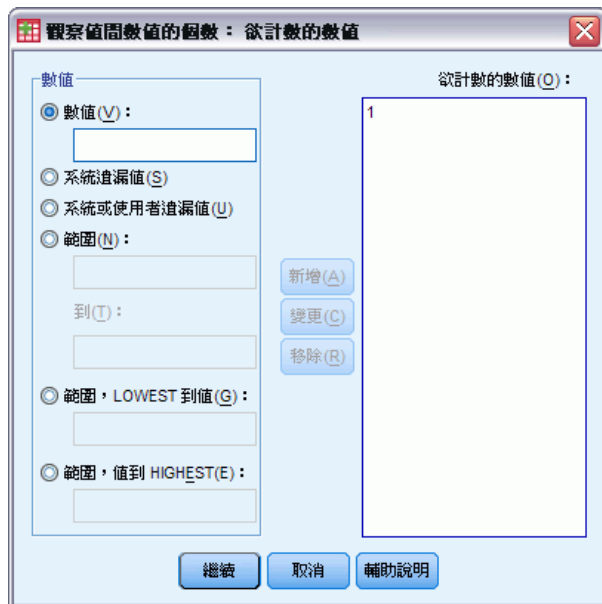 觀察值間數值的個數： 欲計數的數值
數值
數值(V)：
系統遺漏值(S)
系統或使用者遺漏值(U)
範圍(N)：
到(T)：
範圍，LOWEST 到值(G)：
範圍，值到 HIGHEST(E)：
新增(A)
變更(C)
移除(R)
欲計數的數值(O)：
1
繼續
取消
輔助說明